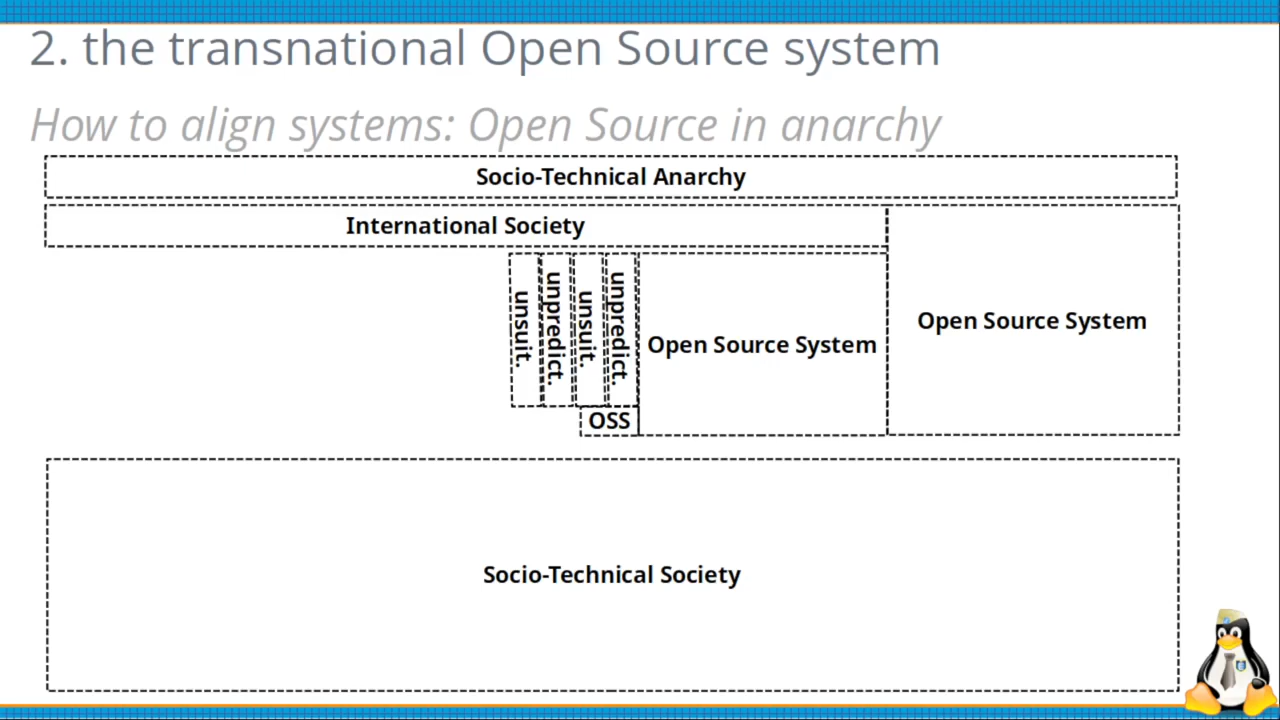 2. the transnational Open Source system
How to align systems: Open Source in anarchy
Socio-Technical Anarchy
International Society
unsuit.
unpredict.
unsuit.
unpredict.
Open Source System
Open Source System
OSS
Socio-Technical Society